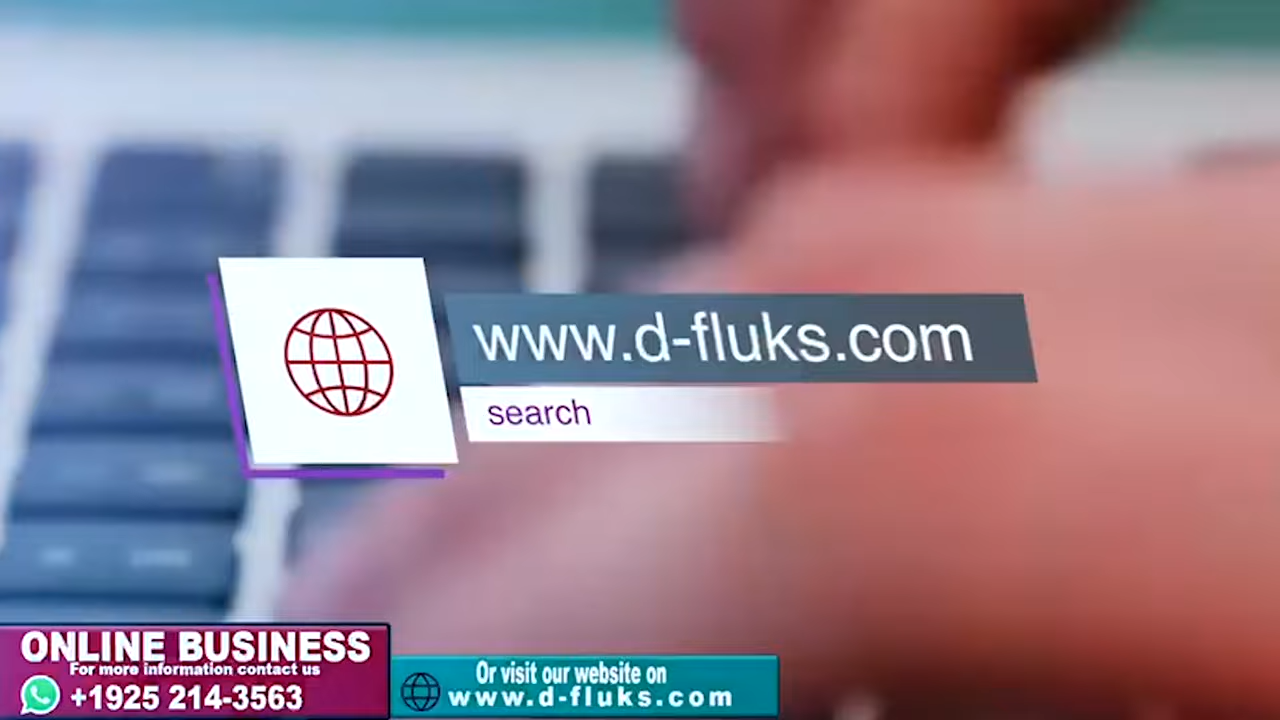 www.d-fluks.com
search
ONLINE BUSINESS
For more information contact us
+1925 214-3563
Or visit our website on
www.d-fluks.com